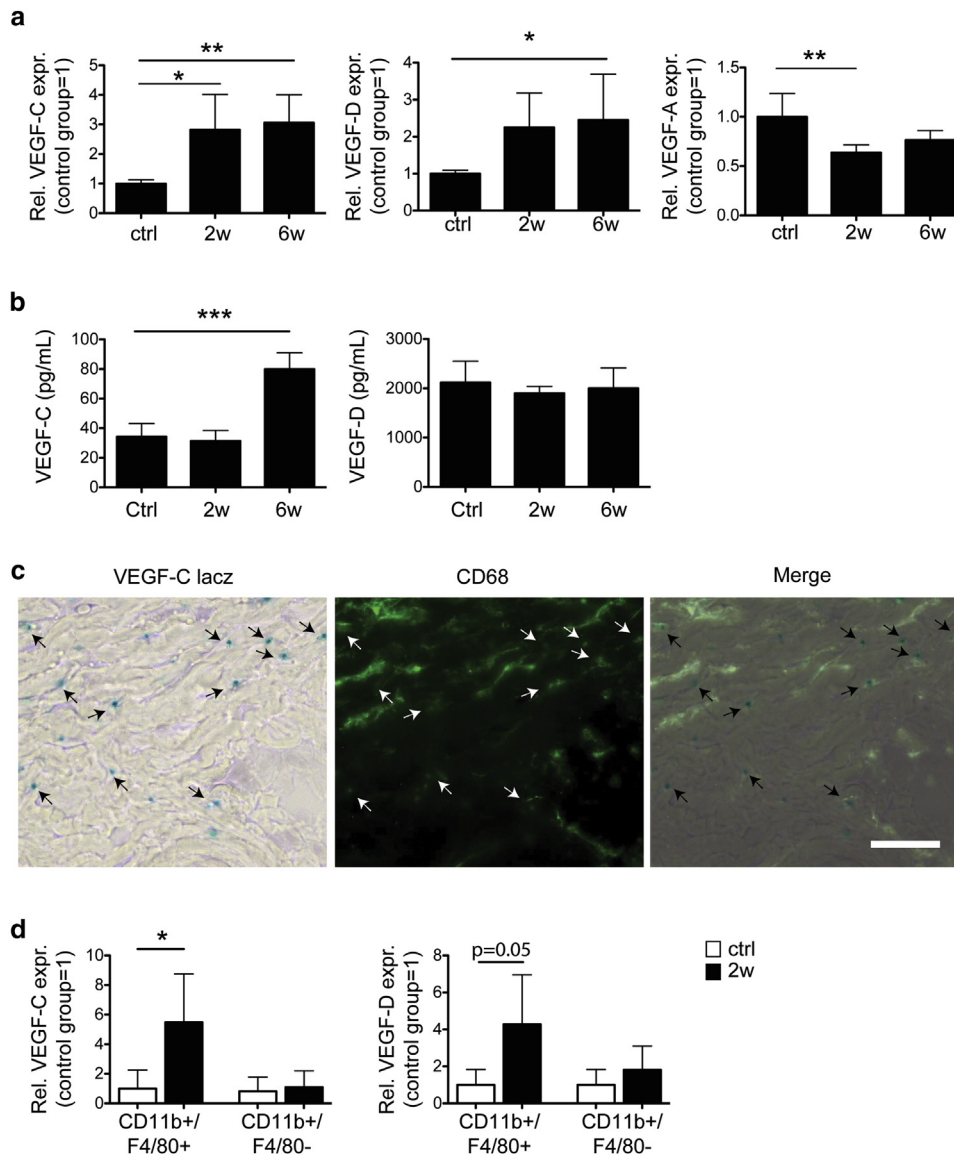 a
Rel. VEGF-C expr.
(control group=1)
5
4
3
2
1
0
**
*
ctrl
2w
6w
Rel. VEGF-D expr.
(control group=1)
4
3
2
1
0
*
ctrl
2w
6w
Rel. VEGF-A expr.
(control group=1)
1.5
1.0
0.5
0.0
**
ctrl
2w
6w
b
VEGF-C (pg/mL)
100
80
60
40
20
0
***
Ctrl
2w
6w
VEGF-D (pg/mL)
3000
2000
1000
0
Ctrl
2w
6w
c
VEGF-C lacz
CD68
Merge
d
Rel. VEGF-C expr.
(control group=1)
10
8
6
4
2
0
*
CD11b+/
F4/80+
CD11b+/
F4/80-
Rel. VEGF-D expr.
(control group=1)
8
6
4
2
0
p=0.05
CD11b+/
F4/80+
CD11b+/
F4/80-
ctrl
2w